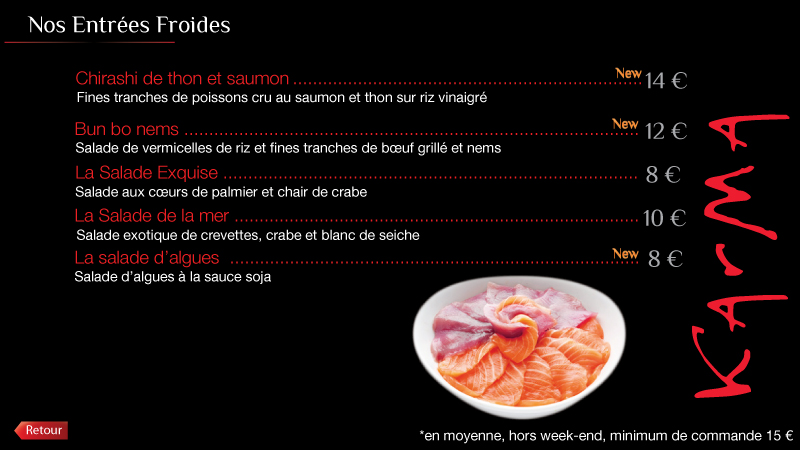 Nos Entrées Froides
Chirashi de thon et saumon ........................ New 14 €
Fines tranches de poissons cru au saumon et thon sur riz vinaigré
Bun bo nems ........................ New 12 €
Salade de vermicelles de riz et fines tranches de bœuf grillé et nems
La Salade Exquise ........................ 8 €
Salade aux cœurs de palmier et chair de crabe
La Salade de la mer ........................ 10 €
Salade exotique de crevettes, crabe et blanc de seiche
La salade d'algues ........................ New 8 €
Salade d'algues à la sauce soja
KArMA
Retour
*en moyenne, hors week-end, minimum de commande 15 €